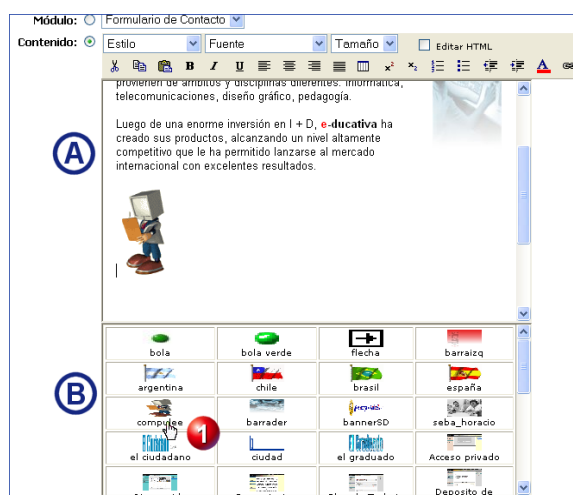 Módulo: Formulario de Contacto
Contenido: Estilo Fuente Tamaño Editar HTML
B I U x² x₂ A
provienen de ámbitos y disciplinas diferentes: informática,
telecomunicaciones, diseño gráfico, pedagogía.
Luego de una enorme inversión en I + D, e-ducativa ha
creado sus productos, alcanzando un nivel altamente
competitivo que le ha permitido lanzarse al mercado
internacional con excelentes resultados.
A
bola bola verde flecha barraizq
argentina chile brasil españa
B
compulee barrader bannerSD seba_horacio
1
el ciudadano ciudad el graduado Acceso privado
Deposito de